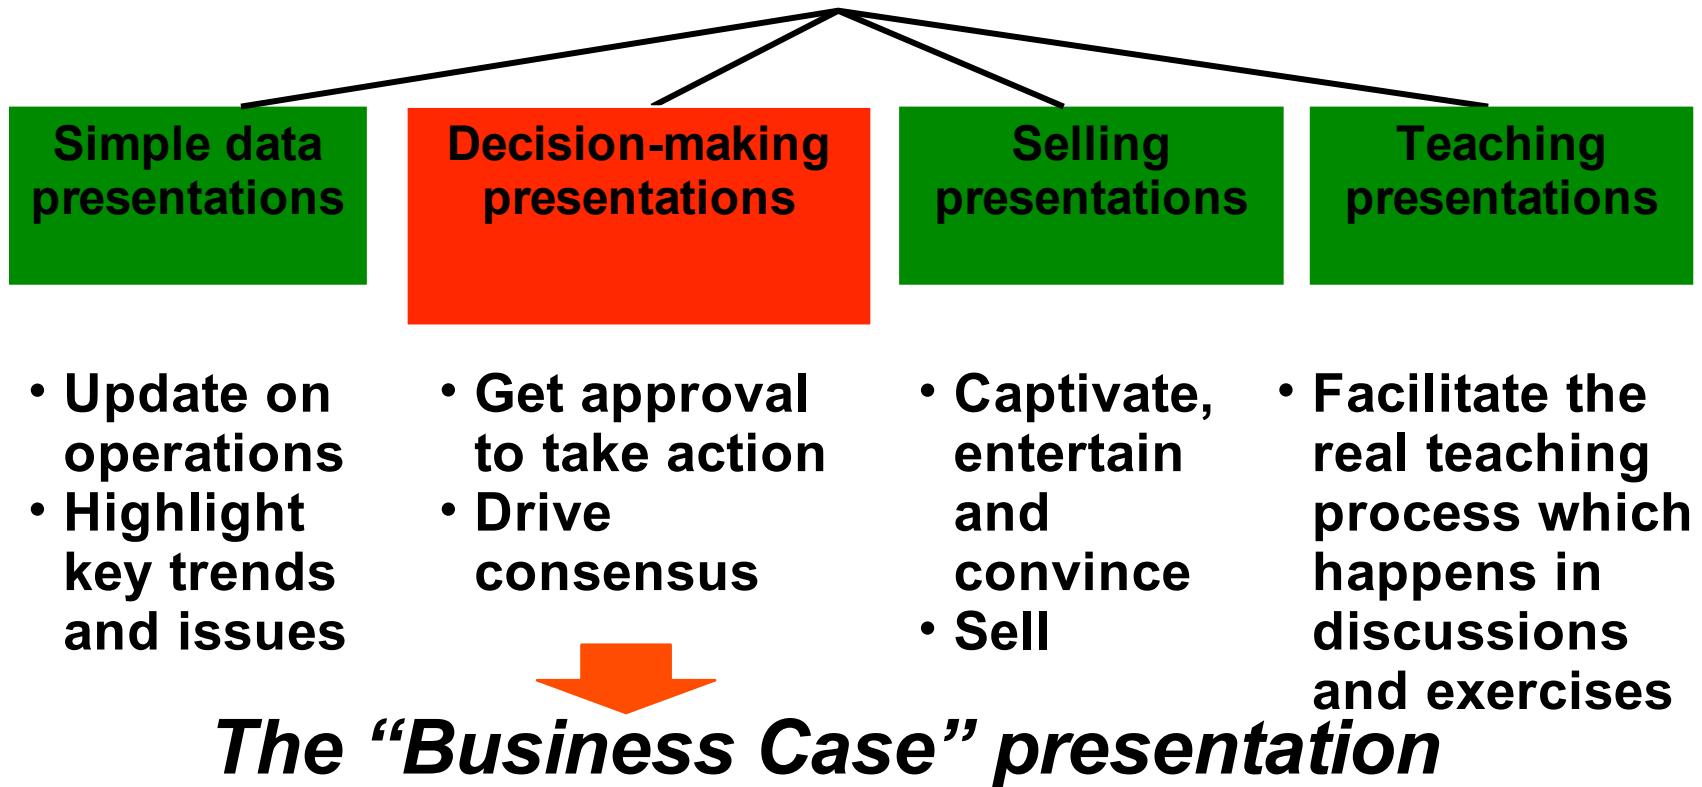 Simple data
presentations
Decision-making
presentations
Selling
presentations
Teaching
presentations
• Update on
operations
• Highlight
key trends
and issues
• Get approval
to take action
• Drive
consensus
• Captivate,
entertain
and
convince
• Sell
• Facilitate the
real teaching
process which
happens in
discussions
and exercises
The “Business Case” presentation